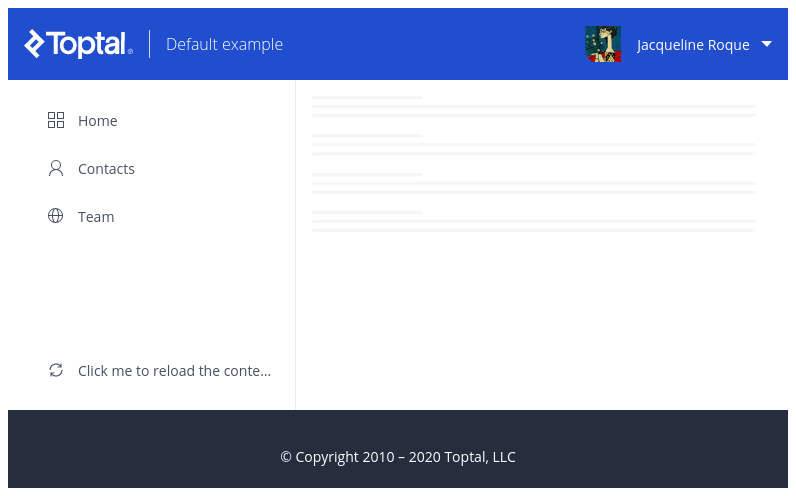 Toptal®
Default example
Jacqueline Roque
Home
Contacts
Team
Click me to reload the conte...
© Copyright 2010 – 2020 Toptal, LLC